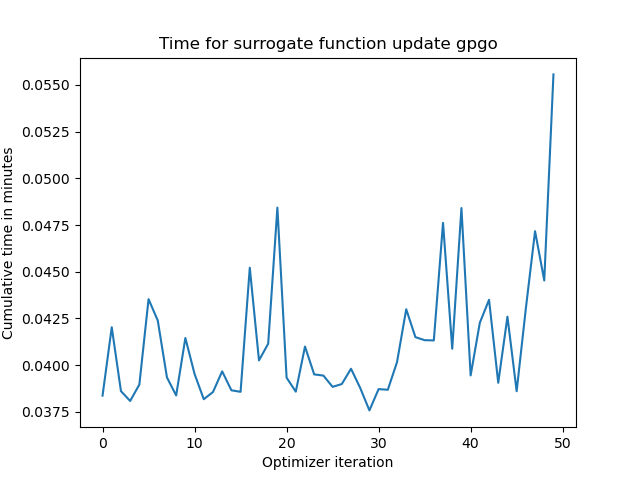 Time for surrogate function update gpgo
Cumulative time in minutes
0.0550
0.0525
0.0500
0.0475
0.0450
0.0425
0.0400
0.0375
0 10 20 30 40 50
Optimizer iteration